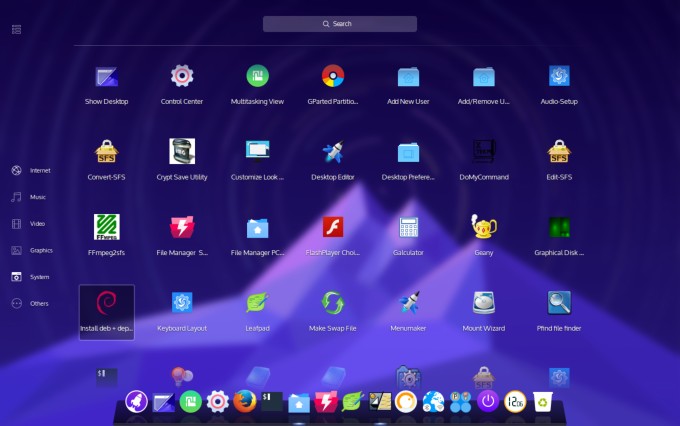 Search
Show Desktop
Control Center
Multitasking View
GParted Partitio...
Add New User
Add/Remove U...
Audio-Setup
SFS
SFS
Convert-SFS
Crypt Save Utility
Customize Look ...
Desktop Editor
Desktop Prefere...
DoMyCommand
Edit-SFS
Internet
Music
Video
Graphics
System
Others
FFmpeg2sfs
File Manager S...
File Manager PC...
FlashPlayer Choi...
Galculator
Geany
Graphical Disk ...
Install deb + dep...
Keyboard Layout
Leafpad
Make Swap File
Menumaker
Mount Wizard
Pfind file finder
$
SFS
$
12:06